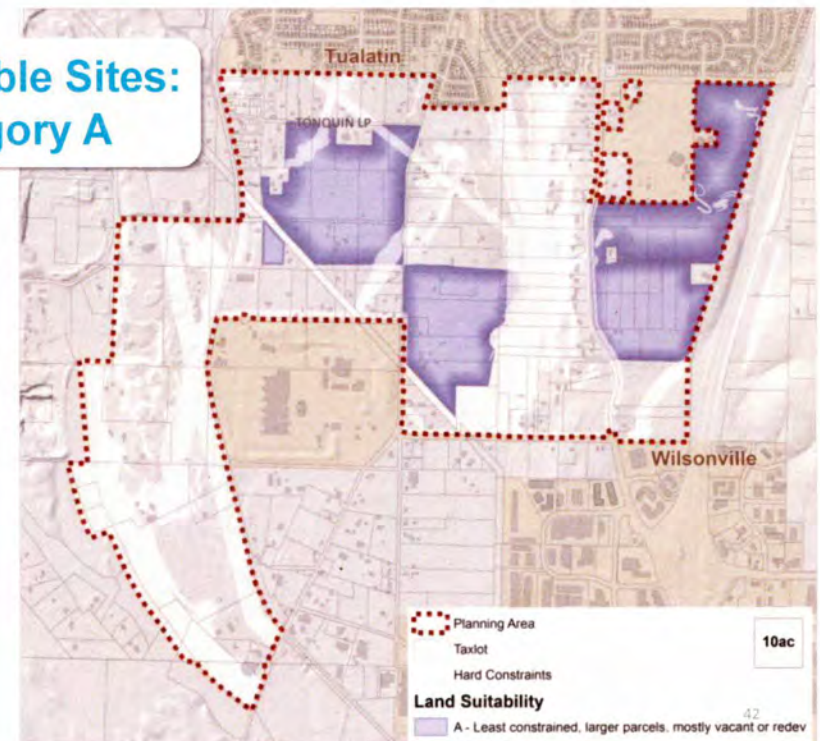 ble Sites:
gory A
Tualatin
TONQUIN LP
Wilsonville
Planning Area
Taxlot
10ac
Hard Constraints
Land Suitability
42
A - Least constrained, larger parcels, mostly vacant or redev